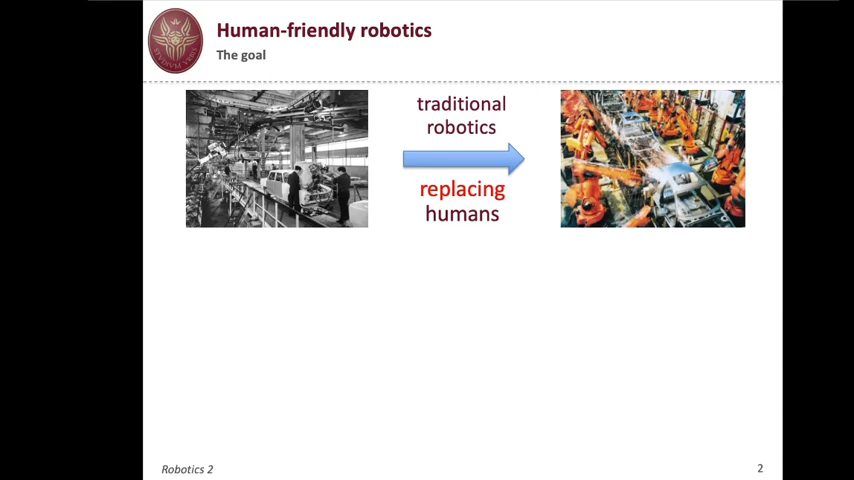 Human-friendly robotics
The goal
traditional
robotics
replacing
humans
Robotics 2
2